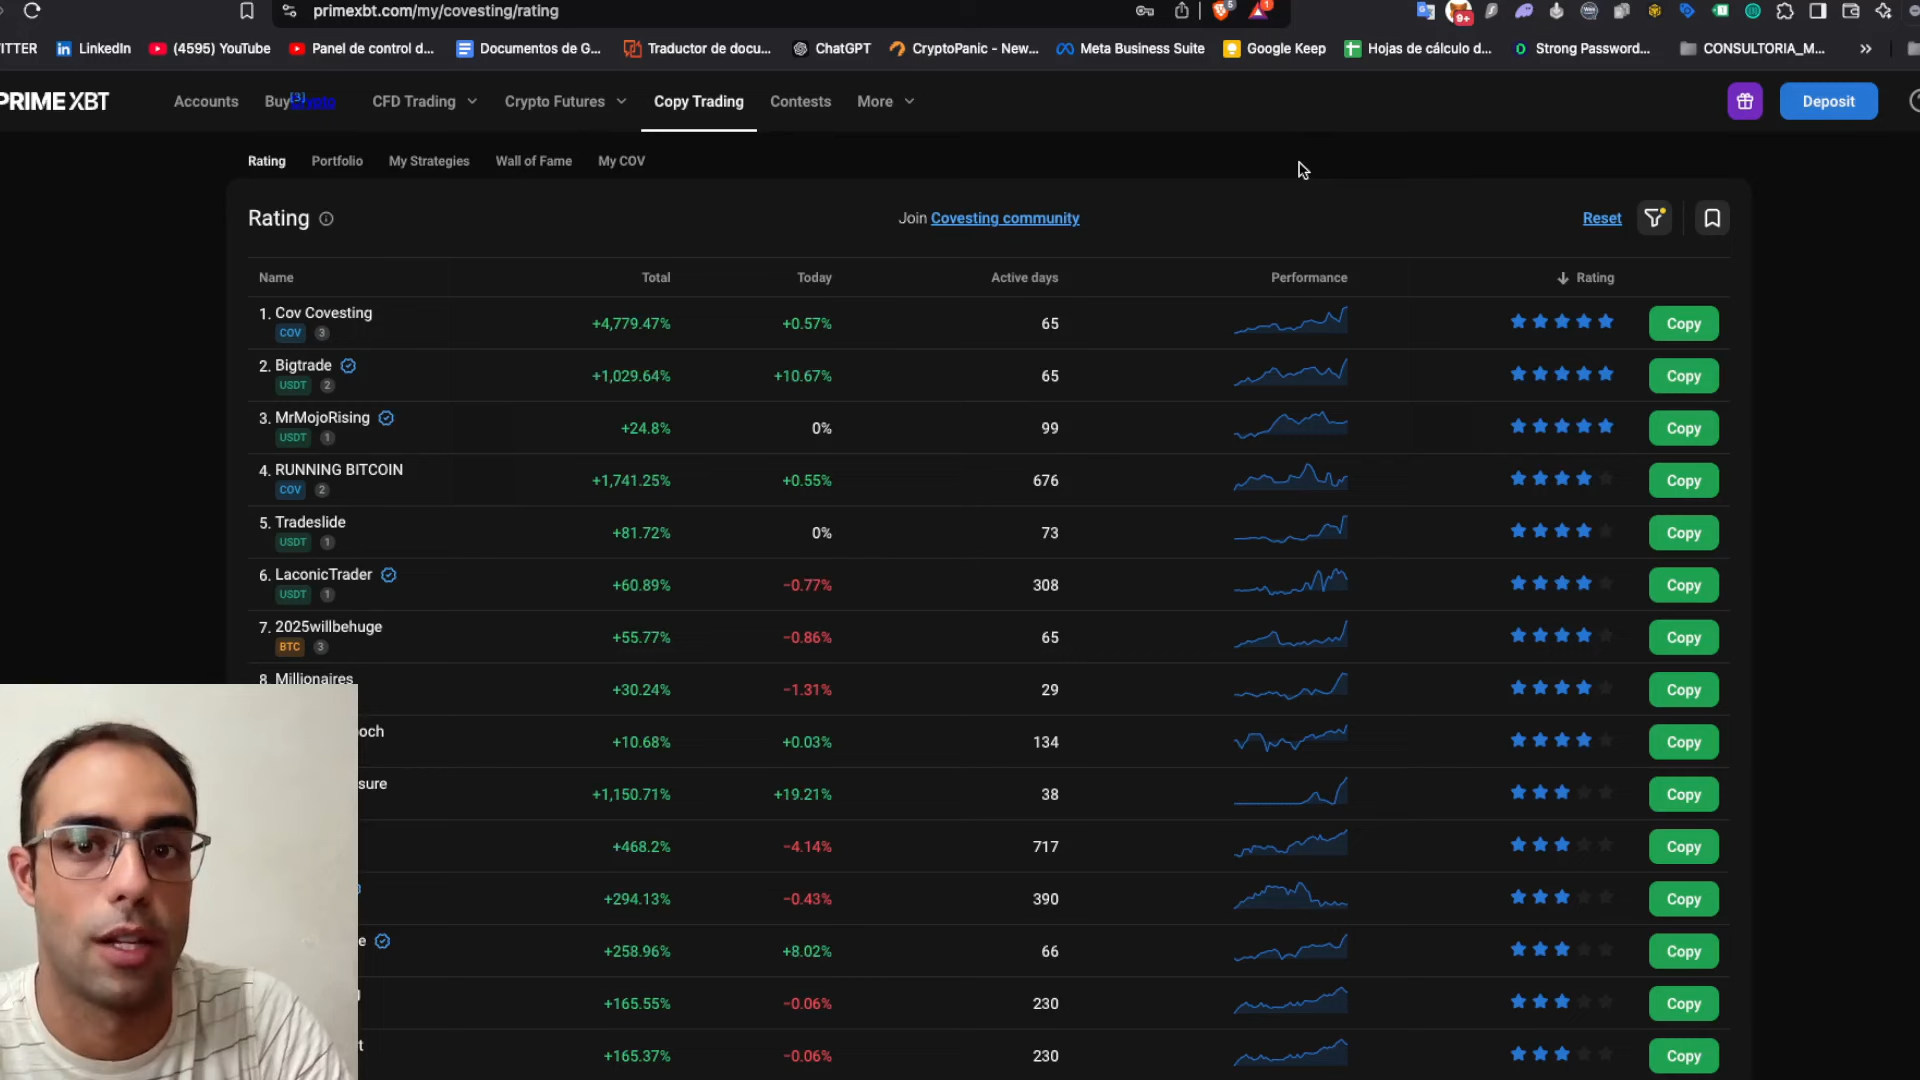 primexbt.com/my/covesting/rating
ITTER LinkedIn (4595) YouTube Panel de control d... Documentos de G... Traductor de docu... ChatGPT CryptoPanic - New... Meta Business Suite Google Keep Hojas de cálculo d... Strong Password... CONSULTORIA_M...
PRIME XBT Accounts Buy [3] Crypto CFD Trading Crypto Futures Copy Trading Contests More Deposit
Rating Portfolio My Strategies Wall of Fame My COV
Rating Join Covesting community Reset
Name Total Today Active days Performance Rating
1. Cov Covesting +4,779.47% +0.57% 65 Copy
COV 3
2. Bigtrade +1,029.64% +10.67% 65 Copy
USDT 2
3. MrMojoRising +24.8% 0% 99 Copy
USDT 1
4. RUNNING BITCOIN +1,741.25% +0.55% 676 Copy
COV 2
5. Tradeslide +81.72% 0% 73 Copy
USDT 1
6. LaconicTrader +60.89% −0.77% 308 Copy
USDT 1
7. 2025willbehuge +55.77% −0.86% 65 Copy
BTC 3
8. Millionaires +30.24% −1.31% 29 Copy
och +10.68% +0.03% 134 Copy
sure +1,150.71% +19.21% 38 Copy
+468.2% −4.14% 717 Copy
+294.13% −0.43% 390 Copy
e +258.96% +8.02% 66 Copy
+165.55% −0.06% 230 Copy
t +165.37% −0.06% 230 Copy